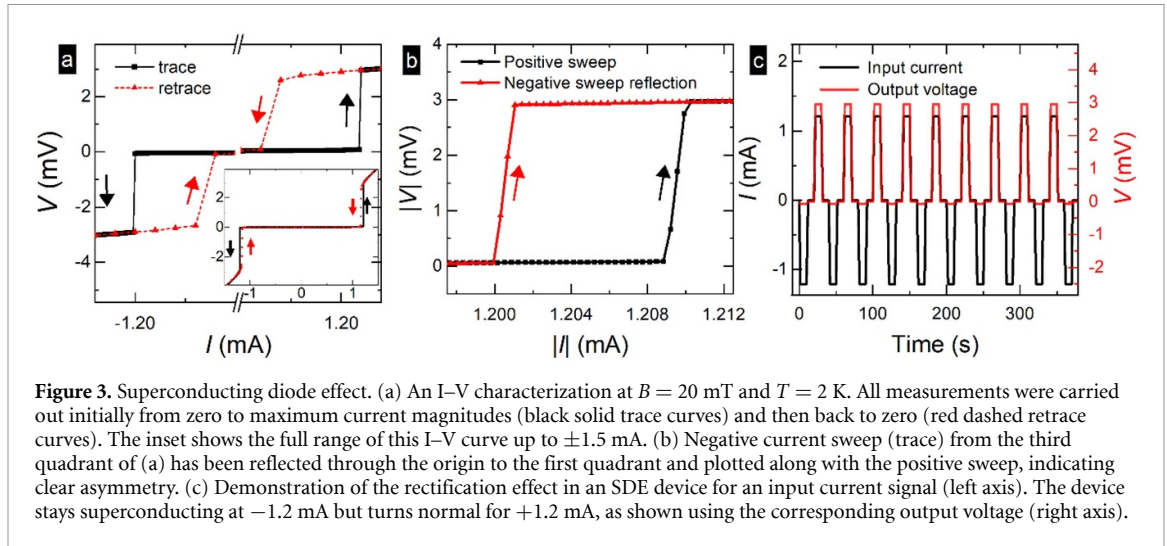 a
trace
retrace
2
0
-2
-4
V (mV)
2
0
-2
-1
0
1
-1.20
1.20
I (mA)
b
Positive sweep
Negative sweep reflection
4
3
2
1
0
|V| (mV)
1.200
1.204
1.208
1.212
|I| (mA)
c
Input current
Output voltage
2
1
0
-1
I (mA)
4
3
2
1
0
-1
-2
V (mV)
0
100
200
300
Time (s)
Figure 3. Superconducting diode effect. (a) An I–V characterization at B = 20 mT and T = 2 K. All measurements were carried
out initially from zero to maximum current magnitudes (black solid trace curves) and then back to zero (red dashed retrace
curves). The inset shows the full range of this I–V curve up to ±1.5 mA. (b) Negative current sweep (trace) from the third
quadrant of (a) has been reflected through the origin to the first quadrant and plotted along with the positive sweep, indicating
clear asymmetry. (c) Demonstration of the rectification effect in an SDE device for an input current signal (left axis). The device
stays superconducting at −1.2 mA but turns normal for +1.2 mA, as shown using the corresponding output voltage (right axis).